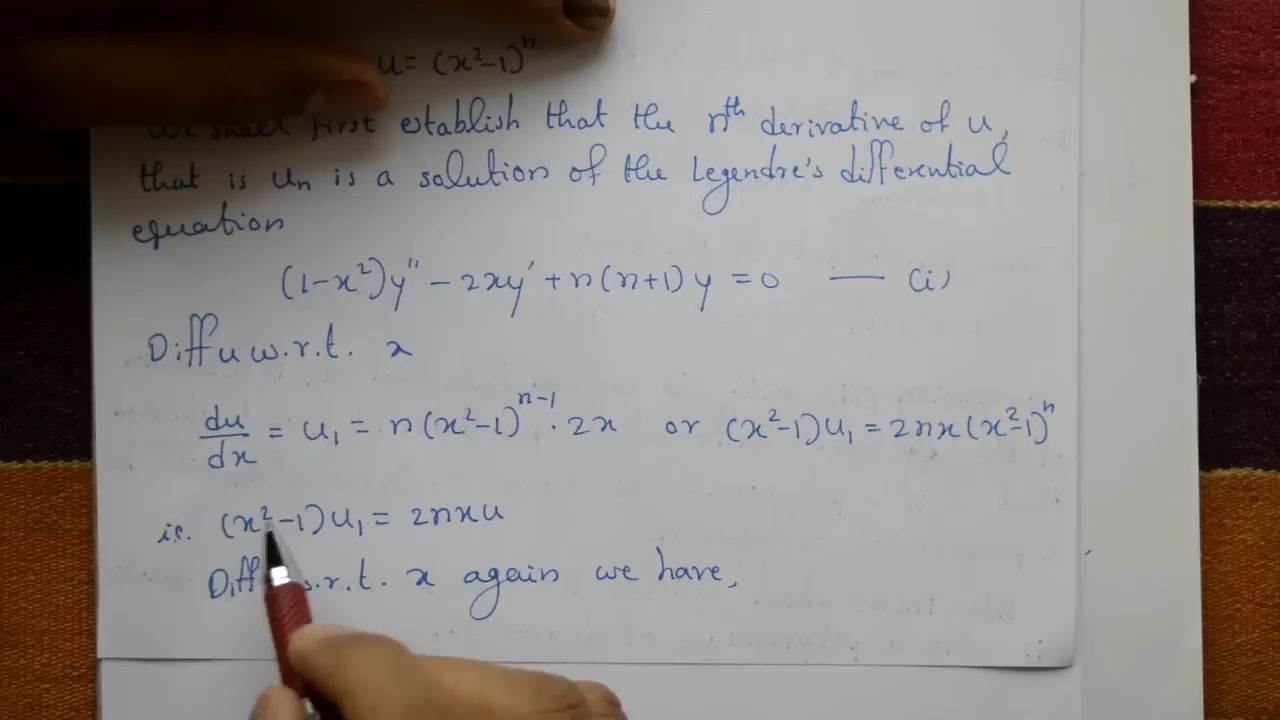 u = (x²-1)ⁿ
first establish that the nᵗʰ derivative of u,
that is uₙ is a solution of the Legendre's differential
equation
(1-x²)y" - 2xy' + n(n+1)y = 0 — (i)
Diff u w.r.t. x
du/dx = u₁ = n(x²-1)ⁿ⁻¹ · 2x or (x²-1)u₁ = 2nx(x²-1)ⁿ
ie. (x²-1)u₁ = 2nxu
Diff w.r.t. x again we have,